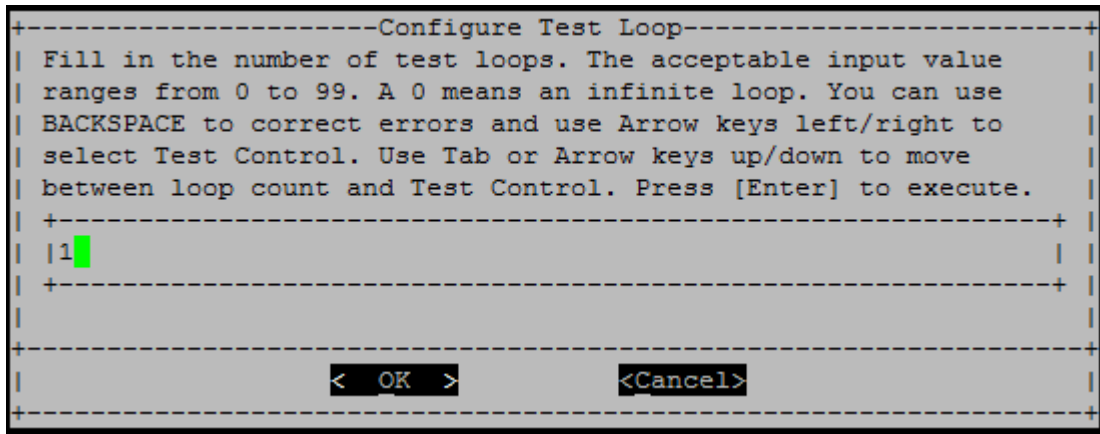 Configure Test Loop
Fill in the number of test loops. The acceptable input value
ranges from 0 to 99. A 0 means an infinite loop. You can use
BACKSPACE to correct errors and use Arrow keys left/right to
select Test Control. Use Tab or Arrow keys up/down to move
between loop count and Test Control. Press [Enter] to execute.
1
< OK > <Cancel>